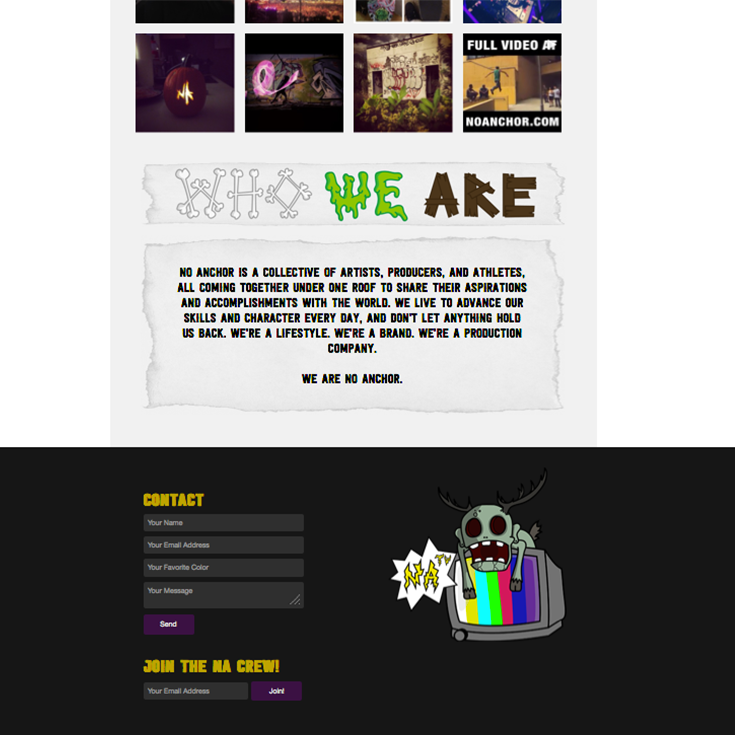 NK
FULL VIDEO AF
NOANCHOR.COM
WHO WE ARE
NO ANCHOR IS A COLLECTIVE OF ARTISTS, PRODUCERS, AND ATHLETES,
ALL COMING TOGETHER UNDER ONE ROOF TO SHARE THEIR ASPIRATIONS
AND ACCOMPLISHMENTS WITH THE WORLD. WE LIVE TO ADVANCE OUR
SKILLS AND CHARACTER EVERY DAY, AND DON'T LET ANYTHING HOLD
US BACK. WE'RE A LIFESTYLE. WE'RE A BRAND. WE'RE A PRODUCTION
COMPANY.
WE ARE NO ANCHOR.
CONTACT
Your Name
Your Email Address
Your Favorite Color
Your Message
Send
NA TV
JOIN THE NA CREW!
Your Email Address
Join!